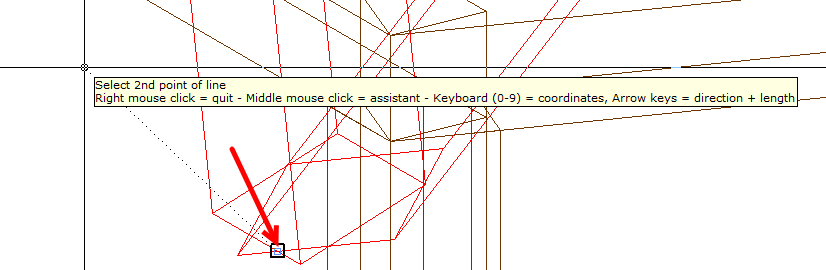 Select 2nd point of line
Right mouse click = quit - Middle mouse click = assistant - Keyboard (0-9) = coordinates, Arrow keys = direction + length